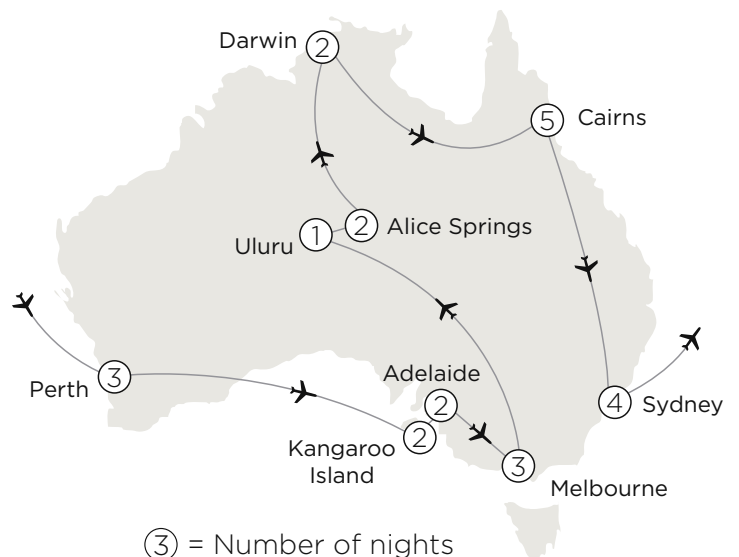 Darwin
2
5
Cairns
2
Alice Springs
1
Uluru
Adelaide
Perth
3
2
4
Sydney
Kangaroo
Island
2
3
Melbourne
3 = Number of nights